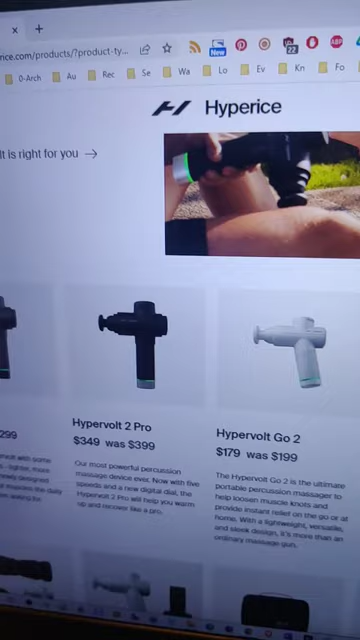 nce.com/products/?product-ty...
New
22
ABP
0-Arch
Au
Rec
Se
Wa
Lo
Ev
Kn
Fo
Hyperice
lt is right for you →
299
Hypervolt 2 Pro
$349 was $399
Our most powerful percussion
massage device ever. Now with five
speeds and a new digital dial, the
Hypervolt 2 Pro will help you warm
up and recover like a pro.
Hypervolt Go 2
$179 was $199
The Hypervolt Go 2 is the ultimate
portable percussion massager to
help loosen muscle knots and
provide instant relief on the go or at
home. With a lightweight, versatile,
and sleek design, it's more than an
ordinary massage gun.